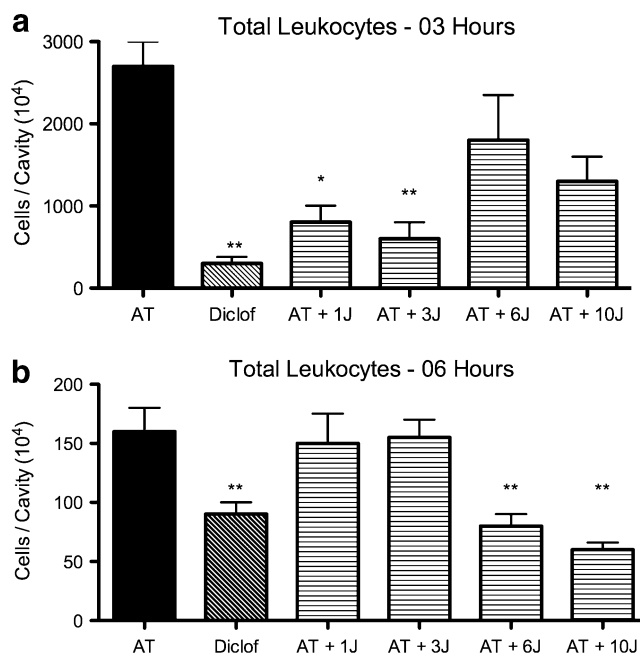 a
Total Leukocytes - 03 Hours
Cells / Cavity (10⁴)
3000
2000
1000
0
*
**
**
AT
Diclof
AT + 1J
AT + 3J
AT + 6J
AT + 10J
b
Total Leukocytes - 06 Hours
Cells / Cavity (10⁴)
200
150
100
50
0
**
**
**
AT
Diclof
AT + 1J
AT + 3J
AT + 6J
AT + 10J